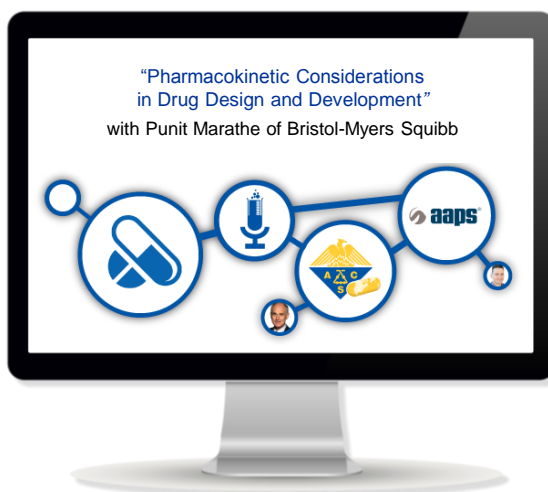 “Pharmacokinetic Considerations
in Drug Design and Development”
with Punit Marathe of Bristol-Myers Squibb
aaps
A C
S